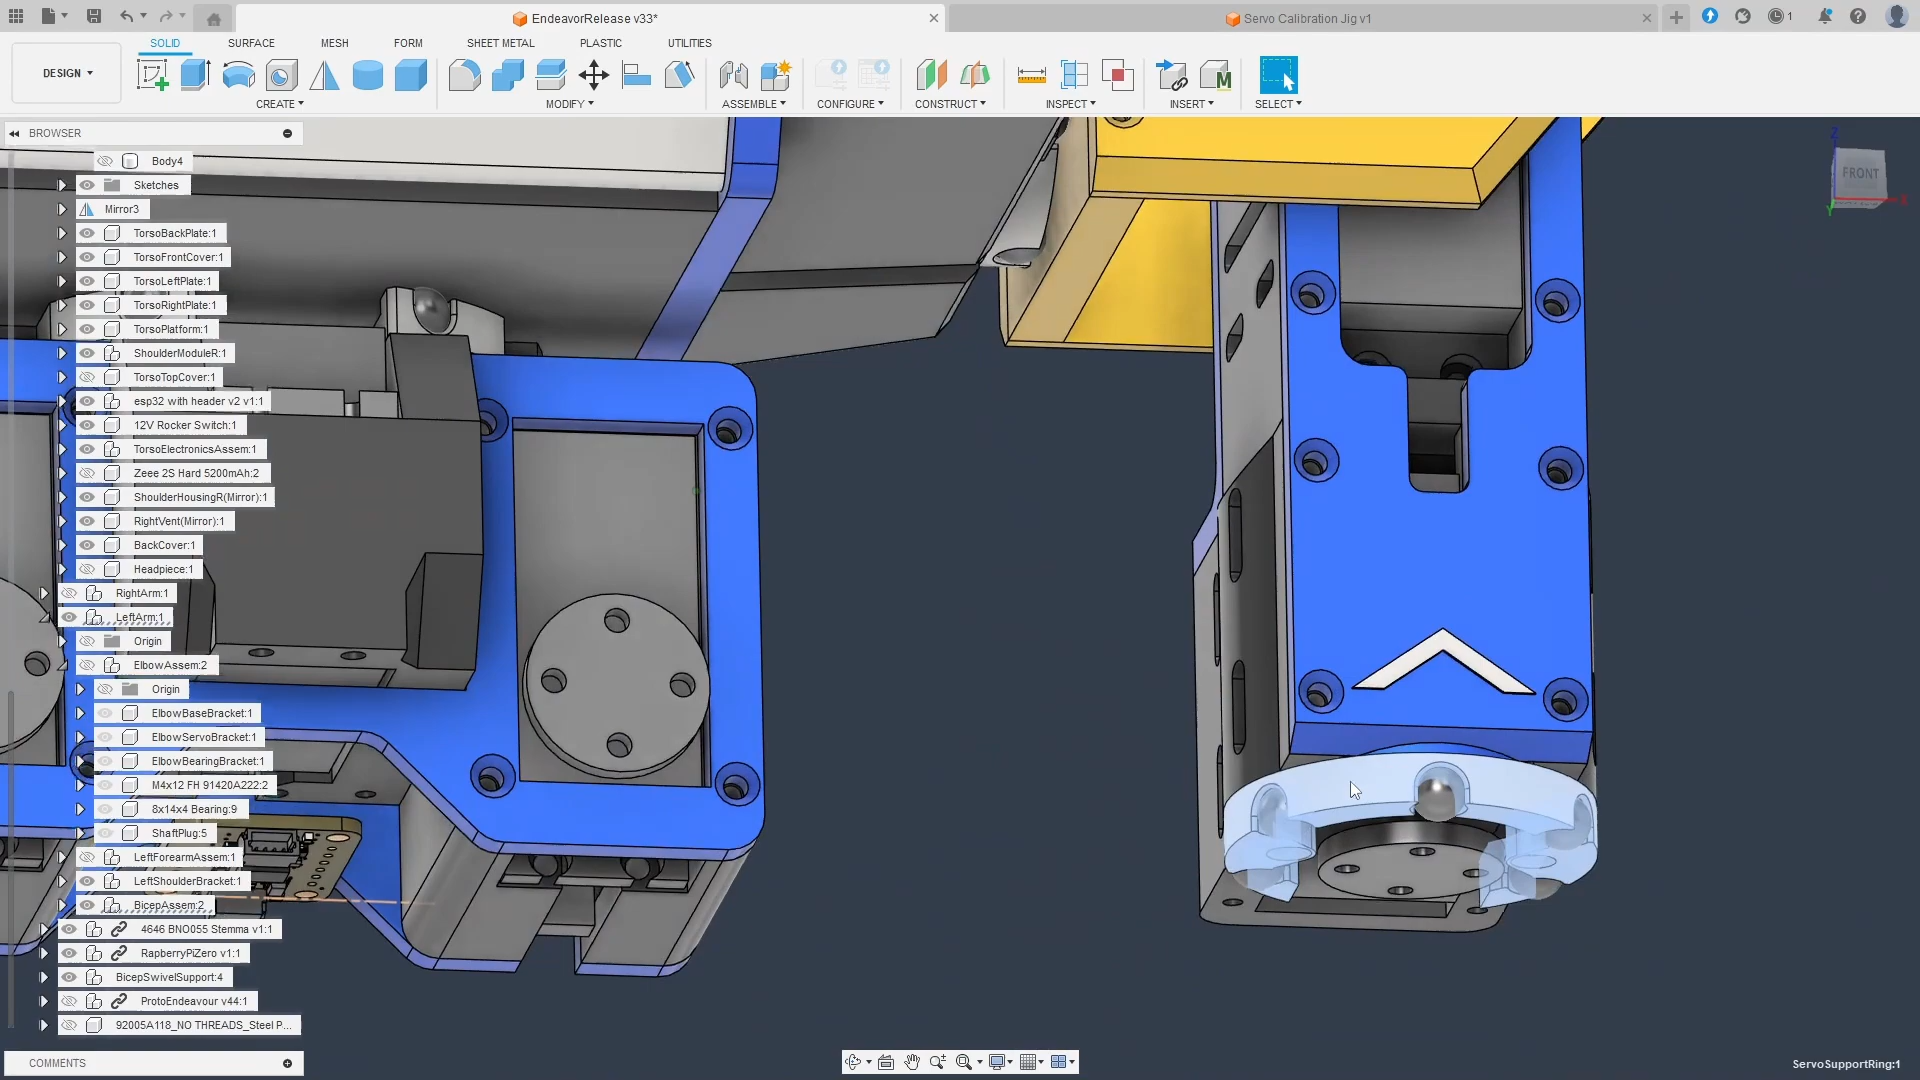 EndeavorRelease v33*
Servo Calibration Jig v1
1
DESIGN
SOLID
SURFACE
MESH
FORM
SHEET METAL
PLASTIC
UTILITIES
CREATE
MODIFY
ASSEMBLE
CONFIGURE
CONSTRUCT
INSPECT
INSERT
SELECT
M
BROWSER
Body4
Sketches
Mirror3
TorsoBackPlate:1
TorsoFrontCover:1
TorsoLeftPlate:1
TorsoRightPlate:1
TorsoPlatform:1
ShoulderModuleR:1
TorsoTopCover:1
esp32 with header v2 v1:1
12V Rocker Switch:1
TorsoElectronicsAssem:1
Zeee 2S Hard 5200mAh:2
ShoulderHousingR(Mirror):1
RightVent(Mirror):1
BackCover:1
Headpiece:1
RightArm:1
LeftArm:1
Origin
ElbowAssem:2
Origin
ElbowBaseBracket:1
ElbowServoBracket:1
ElbowBearingBracket:1
M4x12 FH 91420A222:2
8x14x4 Bearing:9
ShaftPlug:5
LeftForearmAssem:1
LeftShoulderBracket:1
BicepAssem:2
4646 BNO055 Stemma v1:1
RapberryPiZero v1:1
BicepSwivelSupport:4
ProtoEndeavour v44:1
92005A118_NO THREADS_Steel P...
COMMENTS
Z
FRONT
X
Y
ServoSupportRing:1